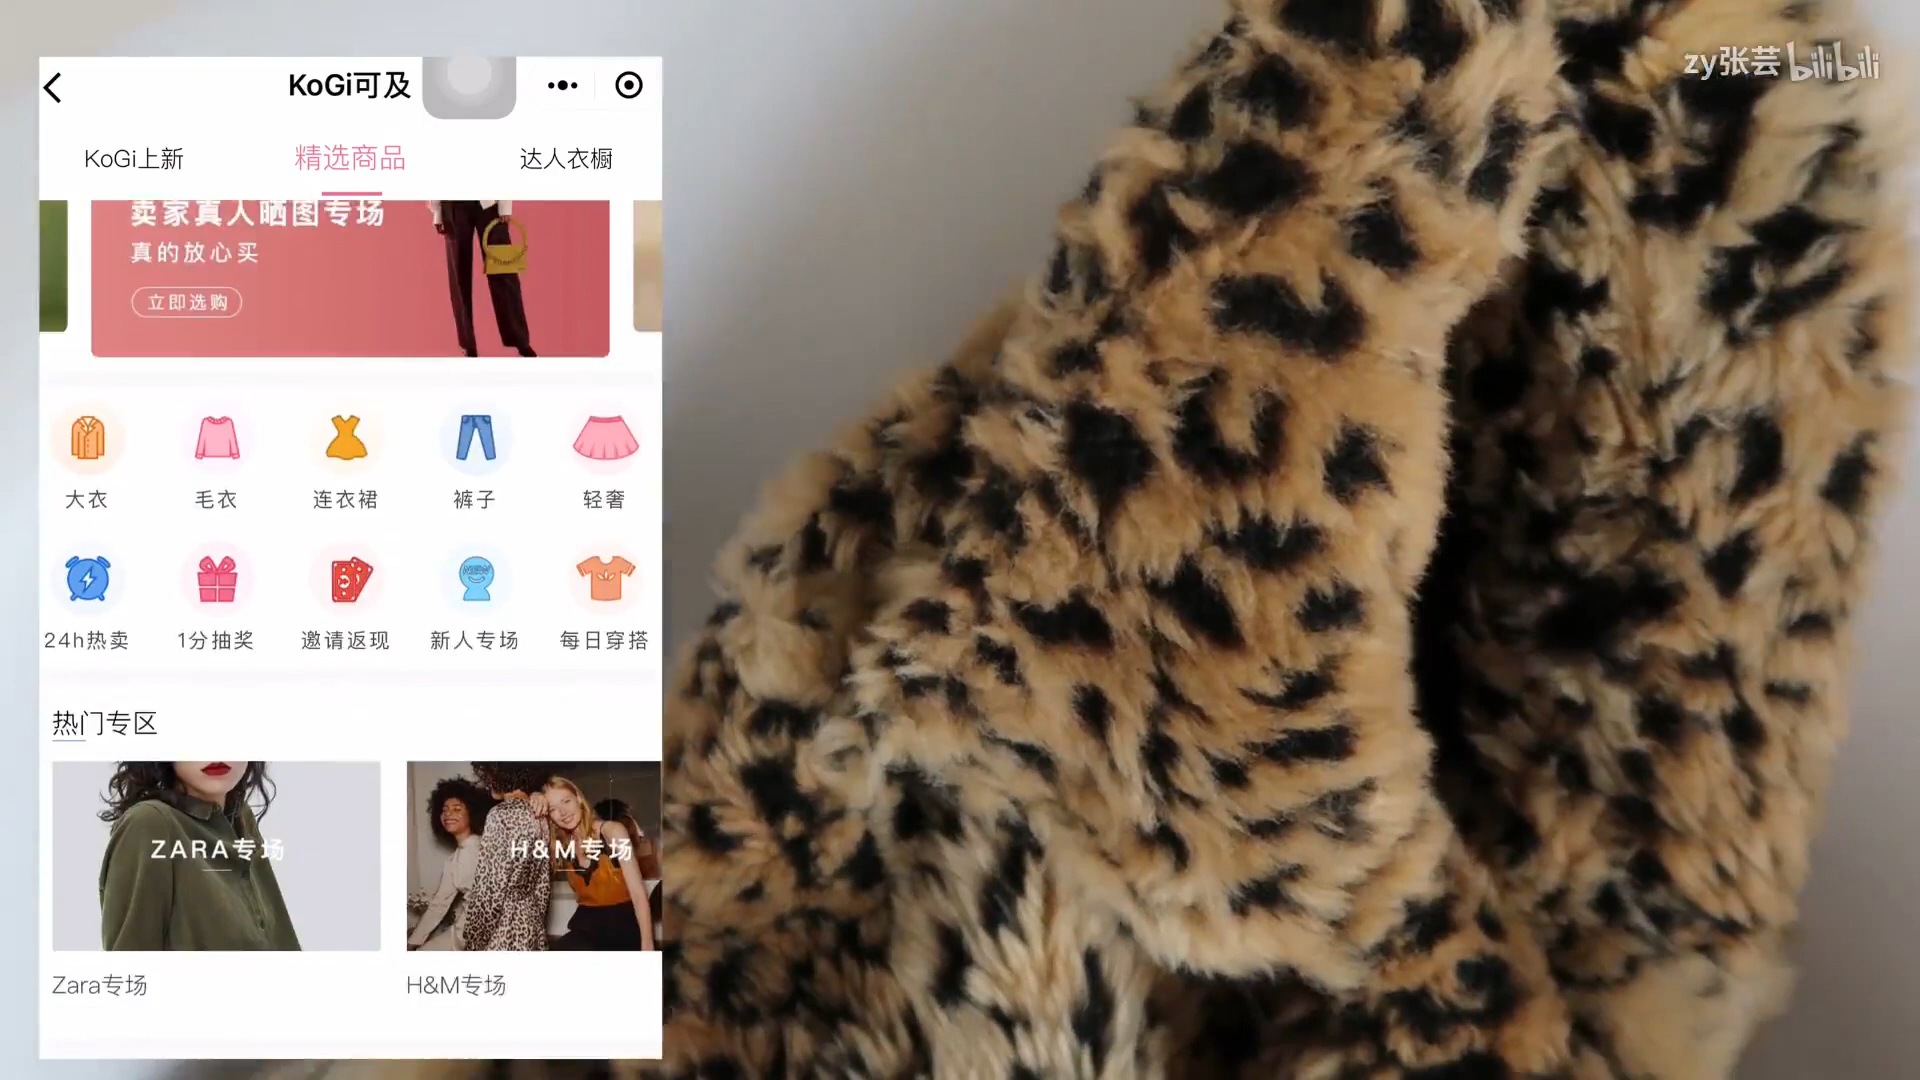 zy张芸 bilibili
KoGi可及
KoGi上新
精选商品
达人衣橱
卖家真人晒图专场
真的放心买
立即选购
大衣
毛衣
连衣裙
裤子
轻奢
NEW
24h热卖
1分抽奖
邀请返现
新人专场
每日穿搭
热门专区
ZARA专场
H&M专场
Zara专场
H&M专场